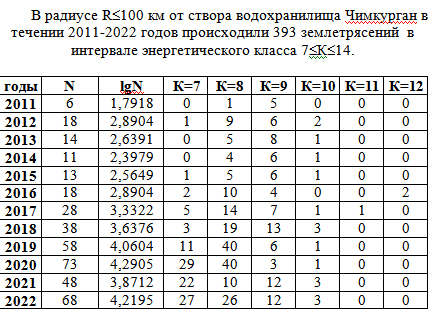 В радиусе R≤100 км от створа водохранилища Чимкурган в
течении 2011-2022 годов происходили 393 землетрясений в
интервале энергетического класса 7≤К≤14.
годы N lgN К=7 К=8 К=9 К=10 К=11 К=12
2011 6 1,7918 0 1 5 0 0 0
2012 18 2,8904 1 9 6 2 0 0
2013 14 2,6391 0 5 8 1 0 0
2014 11 2,3979 0 4 6 1 0 0
2015 13 2,5649 1 5 6 1 0 0
2016 18 2,8904 2 10 4 0 0 2
2017 28 3,3322 5 14 7 1 1 0
2018 38 3,6376 3 19 13 3 0 0
2019 58 4,0604 11 40 6 1 0 0
2020 73 4,2905 29 40 3 1 0 0
2021 48 3,8712 22 10 12 3 0 0
2022 68 4,2195 27 26 12 3 0 0